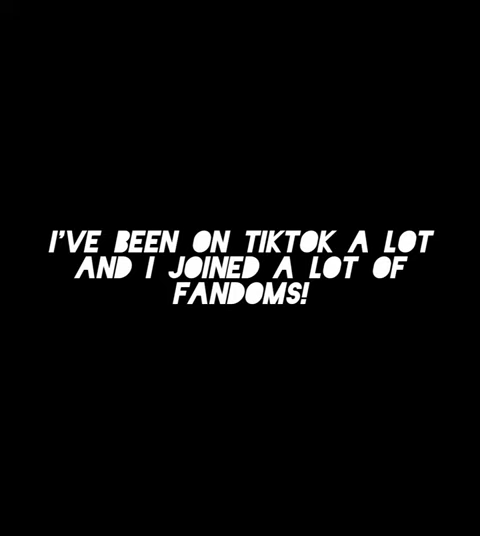 I'VE BEEN ON TIKTOK A LOT
AND I JOINED A LOT OF
FANDOMS!